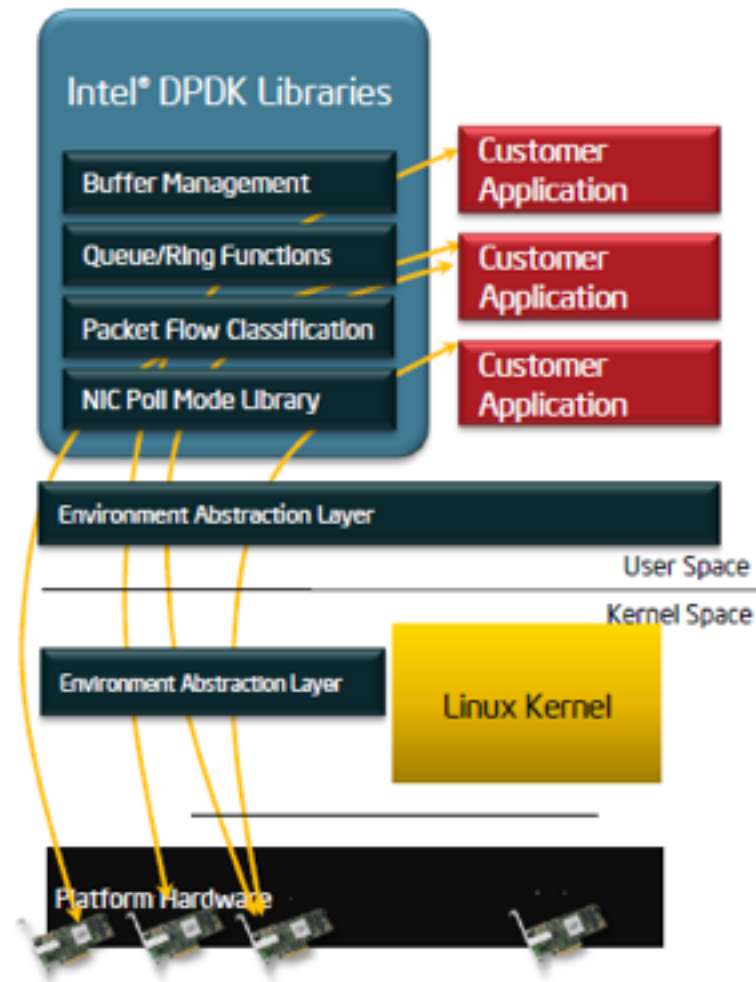 Intel® DPDK Libraries
Buffer Management
Queue/Ring Functions
Packet Flow Classification
NIC Poll Mode Library
Customer
Application
Customer
Application
Customer
Application
Environment Abstraction Layer
User Space
Kernel Space
Environment Abstraction Layer
Linux Kernel
Platform Hardware